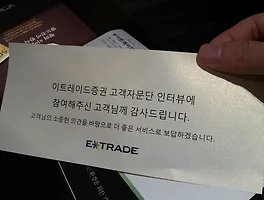 이트레이드증권 고객자문단 인터뷰에
참여해주신 고객님께 감사드립니다.
고객님의 소중한 의견을 바탕으로 더 좋은 서비스로 보답하겠습니다.
E*TRADE